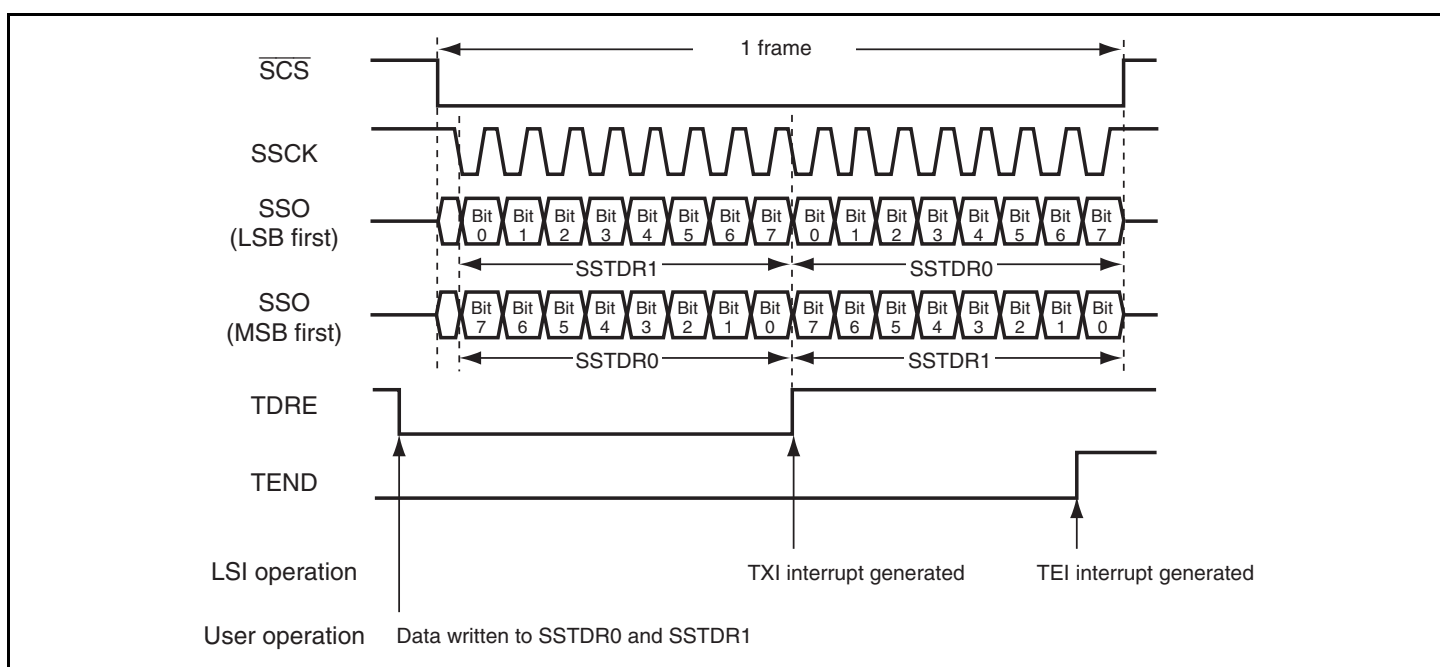 1 frame
SCS
SSCK
SSO
(LSB first)
Bit 0 Bit 1 Bit 2 Bit 3 Bit 4 Bit 5 Bit 6 Bit 7 Bit 0 Bit 1 Bit 2 Bit 3 Bit 4 Bit 5 Bit 6 Bit 7
SSTDR1 SSTDR0
SSO
(MSB first)
Bit 7 Bit 6 Bit 5 Bit 4 Bit 3 Bit 2 Bit 1 Bit 0 Bit 7 Bit 6 Bit 5 Bit 4 Bit 3 Bit 2 Bit 1 Bit 0
SSTDR0 SSTDR1
TDRE
TEND
LSI operation TXI interrupt generated TEI interrupt generated
User operation Data written to SSTDR0 and SSTDR1